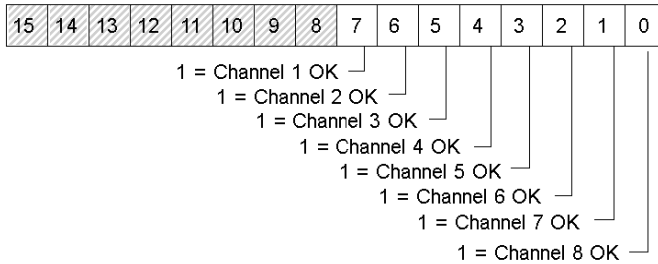 15 14 13 12 11 10 9 8 7 6 5 4 3 2 1 0
1 = Channel 1 OK
1 = Channel 2 OK
1 = Channel 3 OK
1 = Channel 4 OK
1 = Channel 5 OK
1 = Channel 6 OK
1 = Channel 7 OK
1 = Channel 8 OK